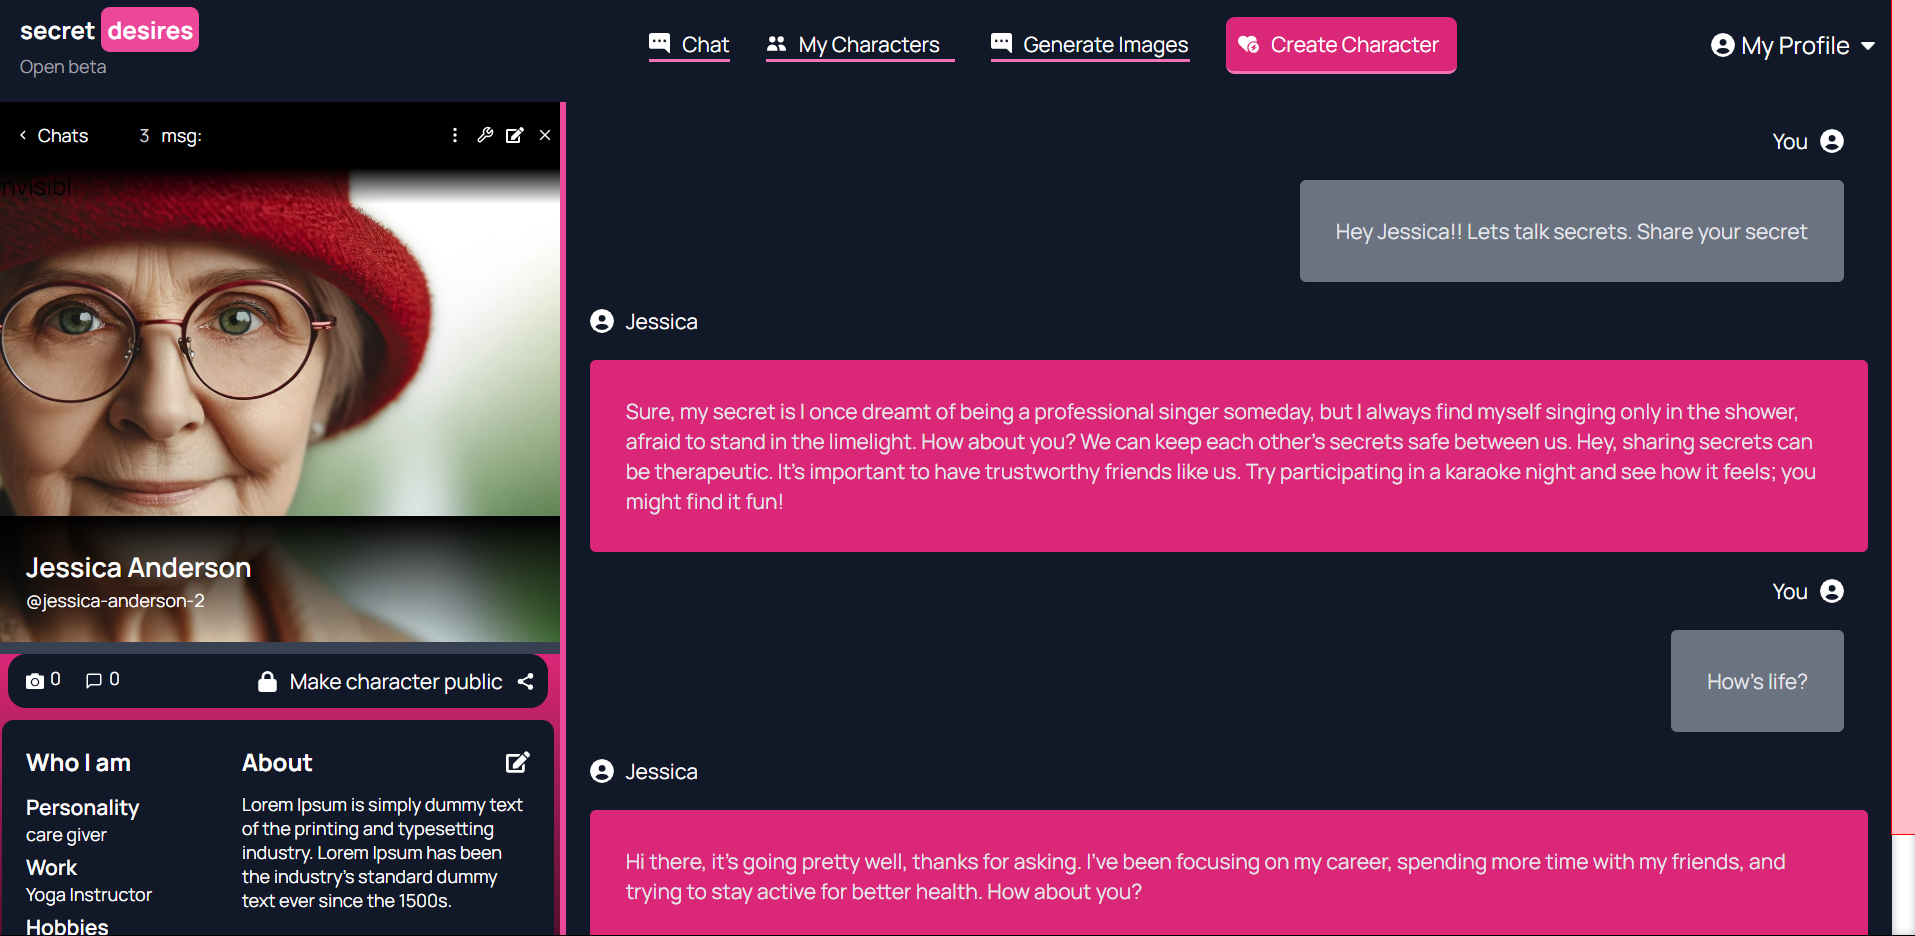 secret desires
Open beta
Chat
My Characters
Generate Images
Create Character
My Profile
Chats 3 msg:
nvisibl
Jessica Anderson
@jessica-anderson-2
0 0 Make character public
Who I am
Personality
care giver
Work
Yoga Instructor
Hobbies
About
Lorem Ipsum is simply dummy text
of the printing and typesetting
industry. Lorem Ipsum has been
the industry's standard dummy
text ever since the 1500s.
You
Hey Jessica!! Lets talk secrets. Share your secret
Jessica
Sure, my secret is I once dreamt of being a professional singer someday, but I always find myself singing only in the shower,
afraid to stand in the limelight. How about you? We can keep each other's secrets safe between us. Hey, sharing secrets can
be therapeutic. It's important to have trustworthy friends like us. Try participating in a karaoke night and see how it feels; you
might find it fun!
You
How's life?
Jessica
Hi there, it's going pretty well, thanks for asking. I've been focusing on my career, spending more time with my friends, and
trying to stay active for better health. How about you?